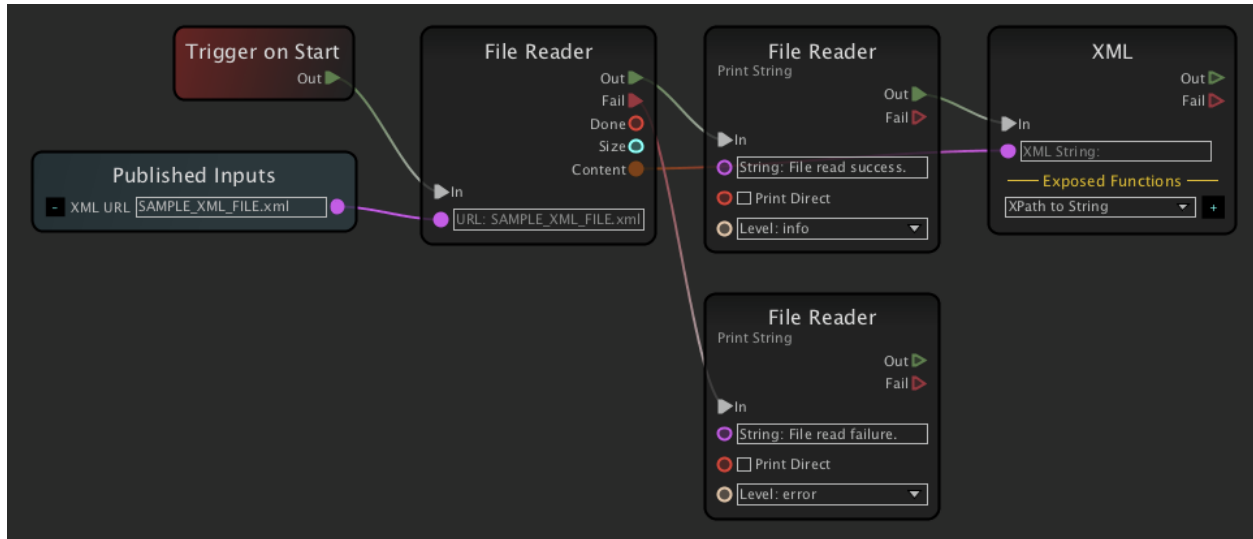 Trigger on Start
Out
Published Inputs
- XML URL SAMPLE_XML_FILE.xml
File Reader
Out
Fail
Done
Size
Content
In
URL: SAMPLE_XML_FILE.xml
File Reader
Print String
Out
Fail
In
String: File read success.
Print Direct
Level: info
XML
Out
Fail
In
XML String:
Exposed Functions
XPath to String +
File Reader
Print String
Out
Fail
In
String: File read failure.
Print Direct
Level: error